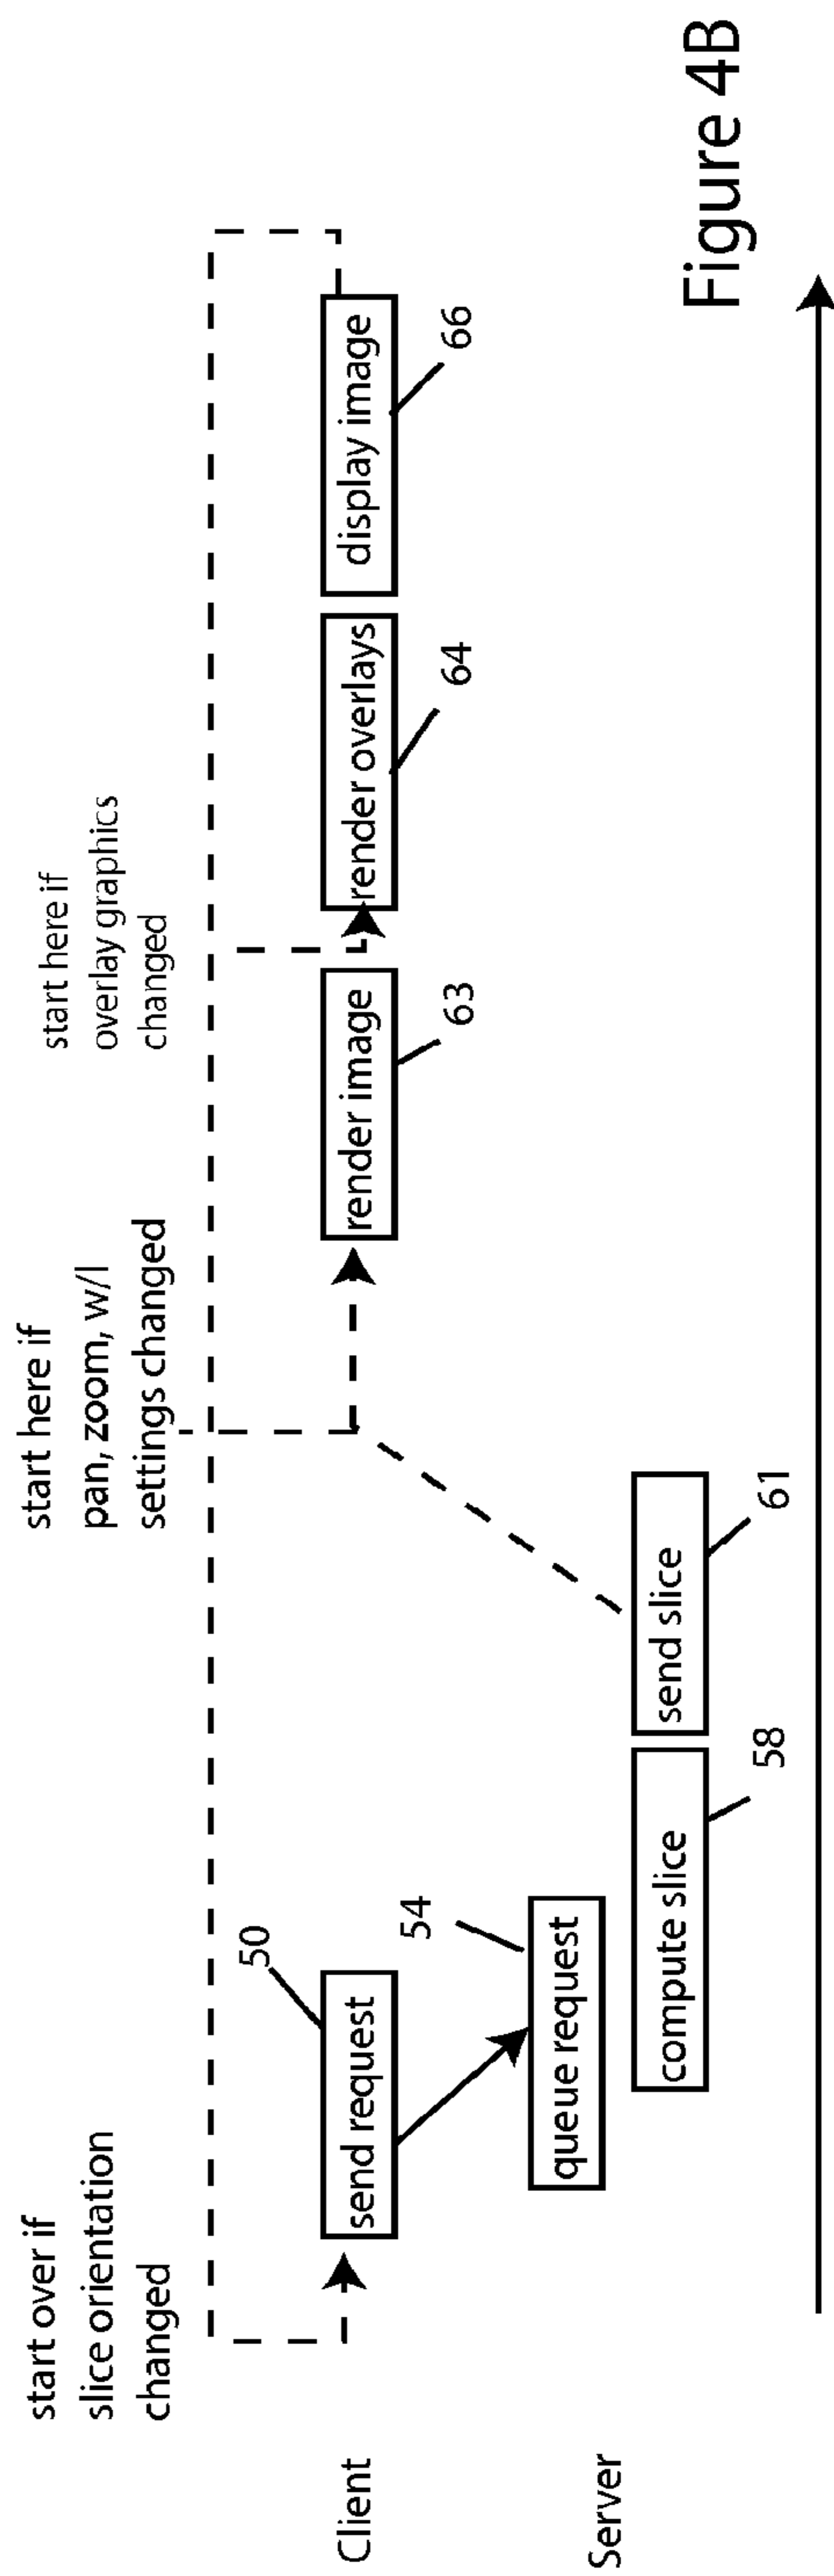 start over if
slice orientation
changed
start here if
pan, zoom, w/l
settings changed
start here if
overlay graphics
changed
Client
50
send request
render image
63
render overlays
64
display image
66
Server
54
queue request
compute slice
58
send slice
61
Figure 4B